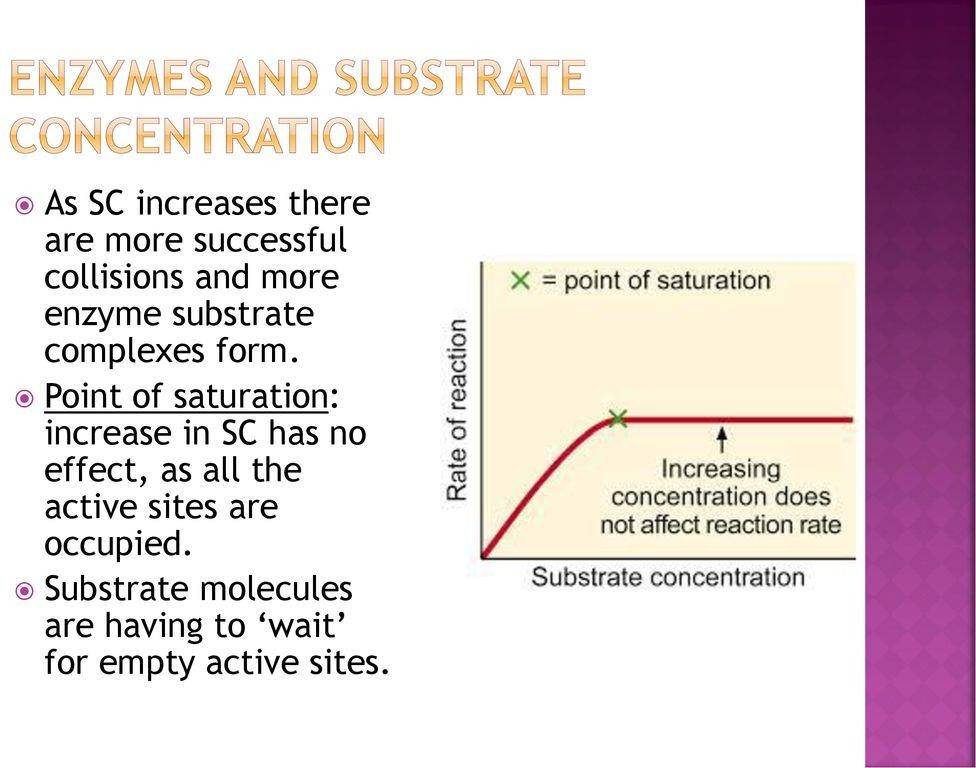 ENZYMES AND SUBSTRATE
CONCENTRATION
As SC increases there
are more successful
collisions and more
enzyme substrate
complexes form.
Point of saturation:
increase in SC has no
effect, as all the
active sites are
occupied.
Substrate molecules
are having to ‘wait’
for empty active sites.
× = point of saturation
Rate of reaction
Increasing
concentration does
not affect reaction rate
Substrate concentration